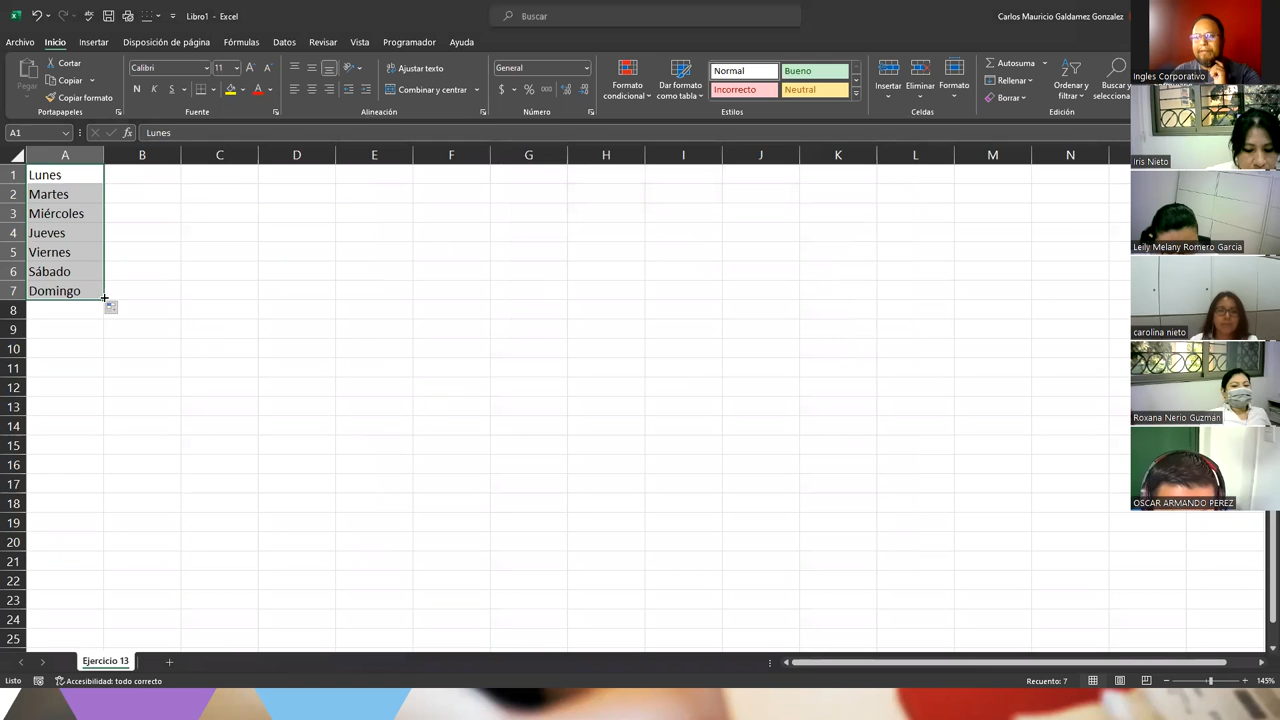 Libro1 - Excel
Buscar
Carlos Mauricio Galdamez Gonzalez
Archivo Inicio Insertar Disposición de página Fórmulas Datos Revisar Vista Programador Ayuda
Pegar
Cortar
Copiar
Copiar formato
Portapapeles
Calibri 11
N K S
Fuente
Ajustar texto
Combinar y centrar
Alineación
General
$ % 000
Número
Formato condicional
Dar formato como tabla
Normal Bueno
Incorrecto Neutral
Estilos
Insertar Eliminar Formato
Celdas
Autosuma
Rellenar
Borrar
Ordenar y filtrar
Buscar y
Edición
A1 fx Lunes
A B C D E F G H I J K L M N
1 Lunes
2 Martes
3 Miércoles
4 Jueves
5 Viernes
6 Sábado
7 Domingo
8
9
10
11
12
13
14
15
16
17
18
19
20
21
22
23
24
25
Ejercicio 13
Listo Accesibilidad: todo correcto Recuento: 7 145%
Ingles Corporativo
Iris Nieto
Leily Melany Romero Garcia
carolina nieto
Roxana Nerio Guzmán
OSCAR ARMANDO PEREZ